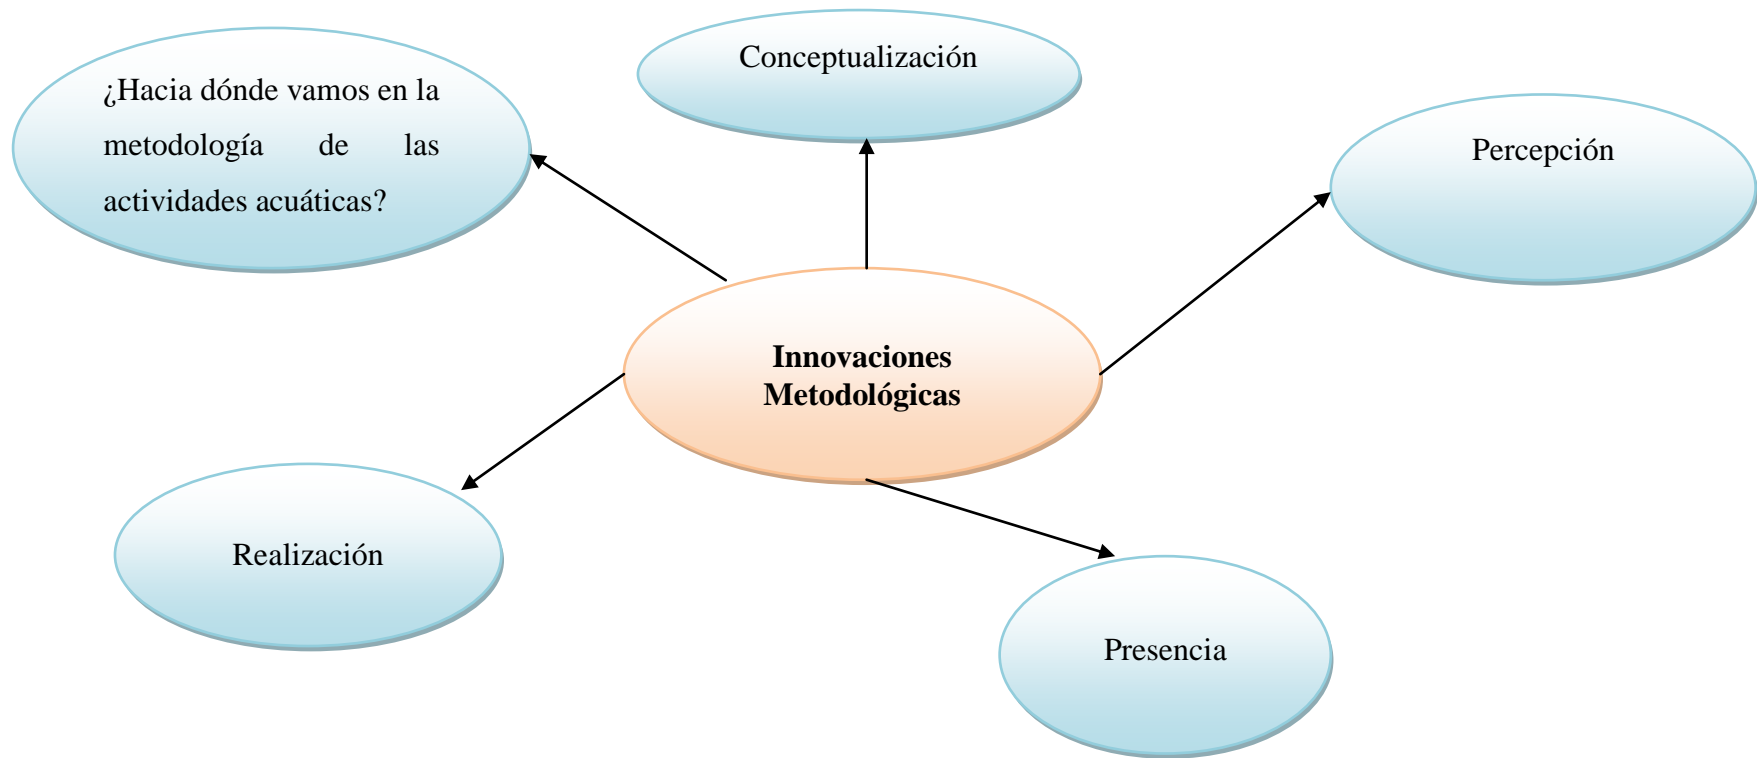 Conceptualización
¿Hacia dónde vamos en la
metodología de las
actividades acuáticas?
Percepción
Innovaciones
Metodológicas
Realización
Presencia